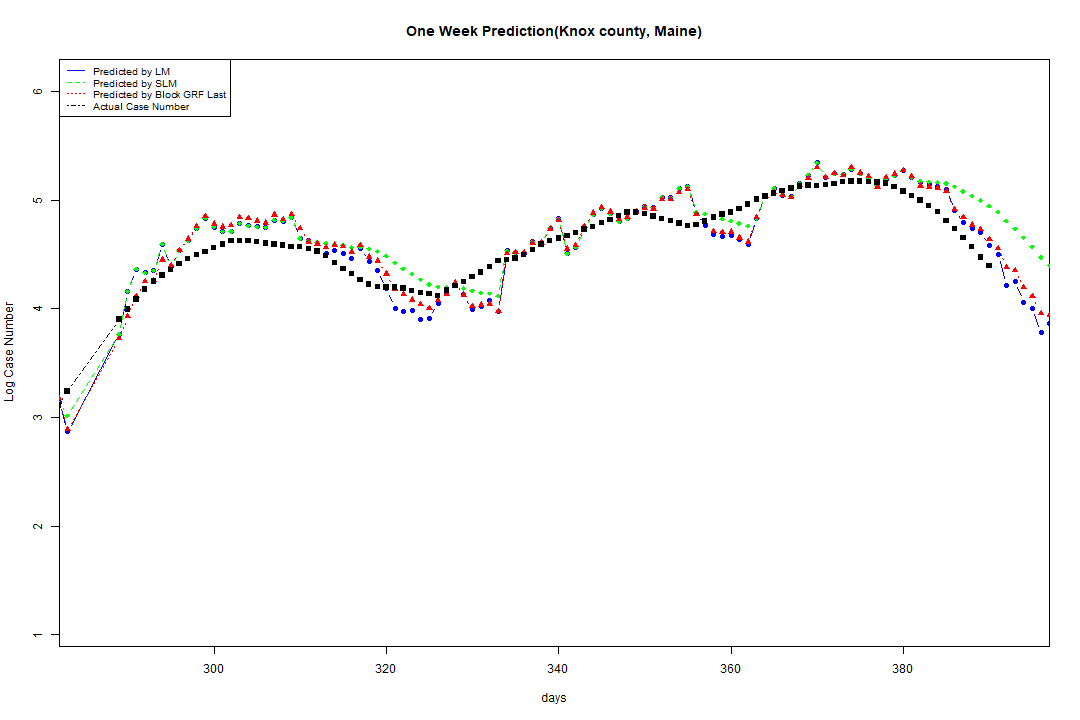 One Week Prediction(Knox county, Maine)
Predicted by LM
Predicted by SLM
Predicted by Block GRF Last
Actual Case Number
6
5
4
3
2
1
Log Case Number
300 320 340 360 380
days